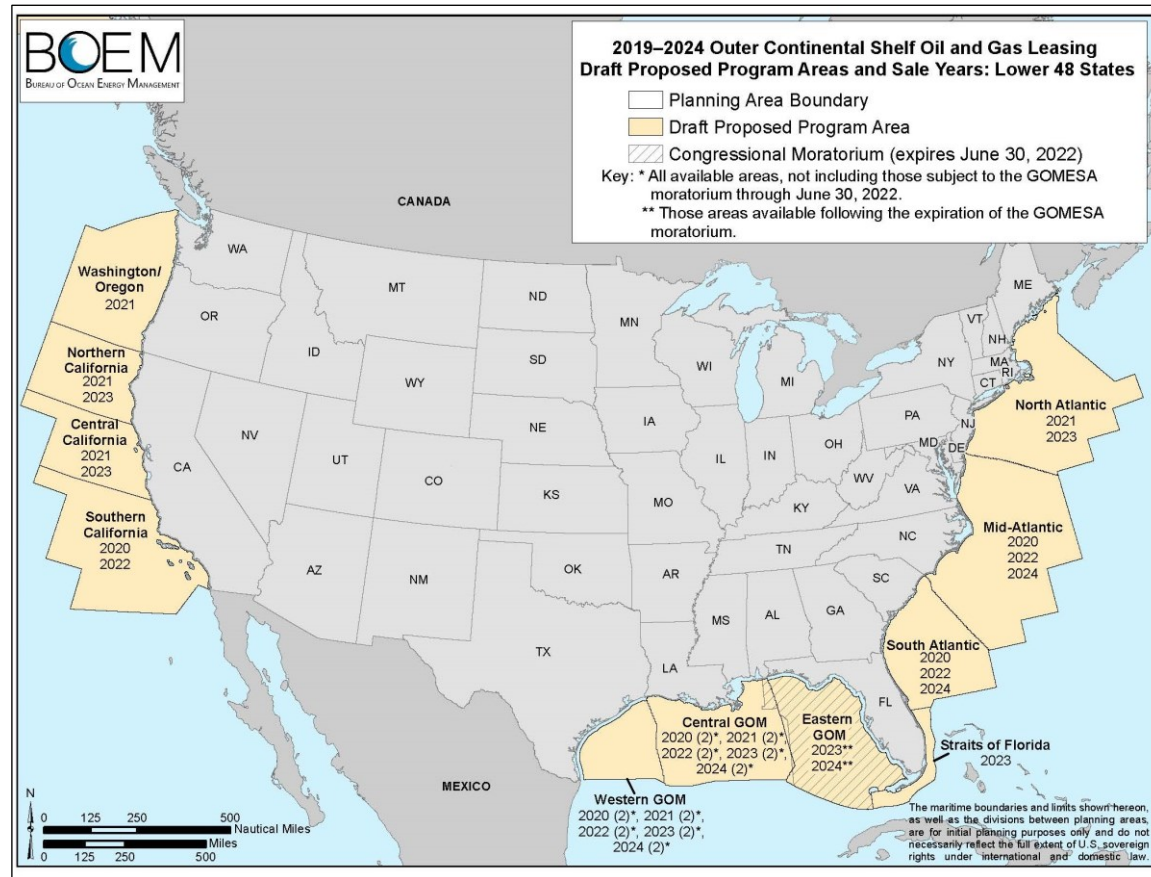 BOEM
BUREAU OF OCEAN ENERGY MANAGEMENT
2019–2024 Outer Continental Shelf Oil and Gas Leasing
Draft Proposed Program Areas and Sale Years: Lower 48 States
Planning Area Boundary
Draft Proposed Program Area
Congressional Moratorium (expires June 30, 2022)
Key: * All available areas, not including those subject to the GOMESA
moratorium through June 30, 2022.
** Those areas available following the expiration of the GOMESA
moratorium.
CANADA
Washington/
Oregon
2021
Northern
California
2021
2023
Central
California
2021
2023
Southern
California
2020
2022
WA
OR
CA
ID
NV
MT
WY
UT
AZ
CO
NM
ND
SD
NE
KS
OK
TX
MN
IA
MO
AR
LA
WI
IL
MS
MI
IN
KY
TN
AL
OH
WV
GA
FL
SC
NC
VA
PA
NY
MD
DE
NJ
CT
RI
MA
NH
VT
ME
North Atlantic
2021
2023
Mid-Atlantic
2020
2022
2024
South Atlantic
2020
2022
2024
Straits of Florida
2023
Eastern
GOM
2023**
2024**
Central GOM
2020 (2)*, 2021 (2)*,
2022 (2)*, 2023 (2)*,
2024 (2)*
Western GOM
2020 (2)*, 2021 (2)*,
2022 (2)*, 2023 (2)*,
2024 (2)*
MEXICO
N
0 125 250 500
Nautical Miles
Miles
0 125 250 500
The maritime boundaries and limits shown hereon,
as well as the divisions between planning areas,
are for initial planning purposes only and do not
necessarily reflect the full extent of U.S. sovereign
rights under international and domestic law.